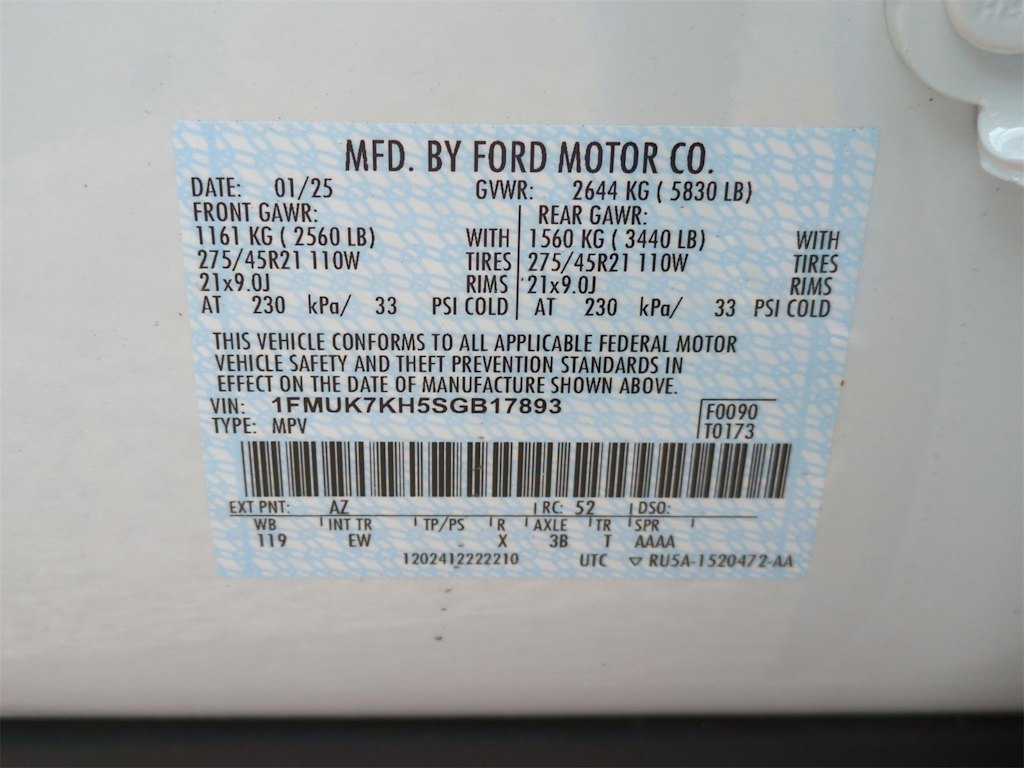 MFD. BY FORD MOTOR CO.
DATE: 01/25 GVWR: 2644 KG ( 5830 LB)
FRONT GAWR: REAR GAWR:
1161 KG ( 2560 LB) WITH 1560 KG ( 3440 LB) WITH
275/45R21 110W TIRES 275/45R21 110W TIRES
21x9.0J RIMS 21x9.0J RIMS
AT 230 kPa/ 33 PSI COLD AT 230 kPa/ 33 PSI COLD
THIS VEHICLE CONFORMS TO ALL APPLICABLE FEDERAL MOTOR
VEHICLE SAFETY AND THEFT PREVENTION STANDARDS IN
EFFECT ON THE DATE OF MANUFACTURE SHOWN ABOVE.
VIN: 1FMUK7KH5SGB17893 F0090
TYPE: MPV T0173
EXT PNT: AZ RC: 52 DSO:
WB INT TR TP/PS R AXLE TR SPR
119 EW X 3B T AAAA
1202412222210 UTC ▽ RU5A-1520472-AA